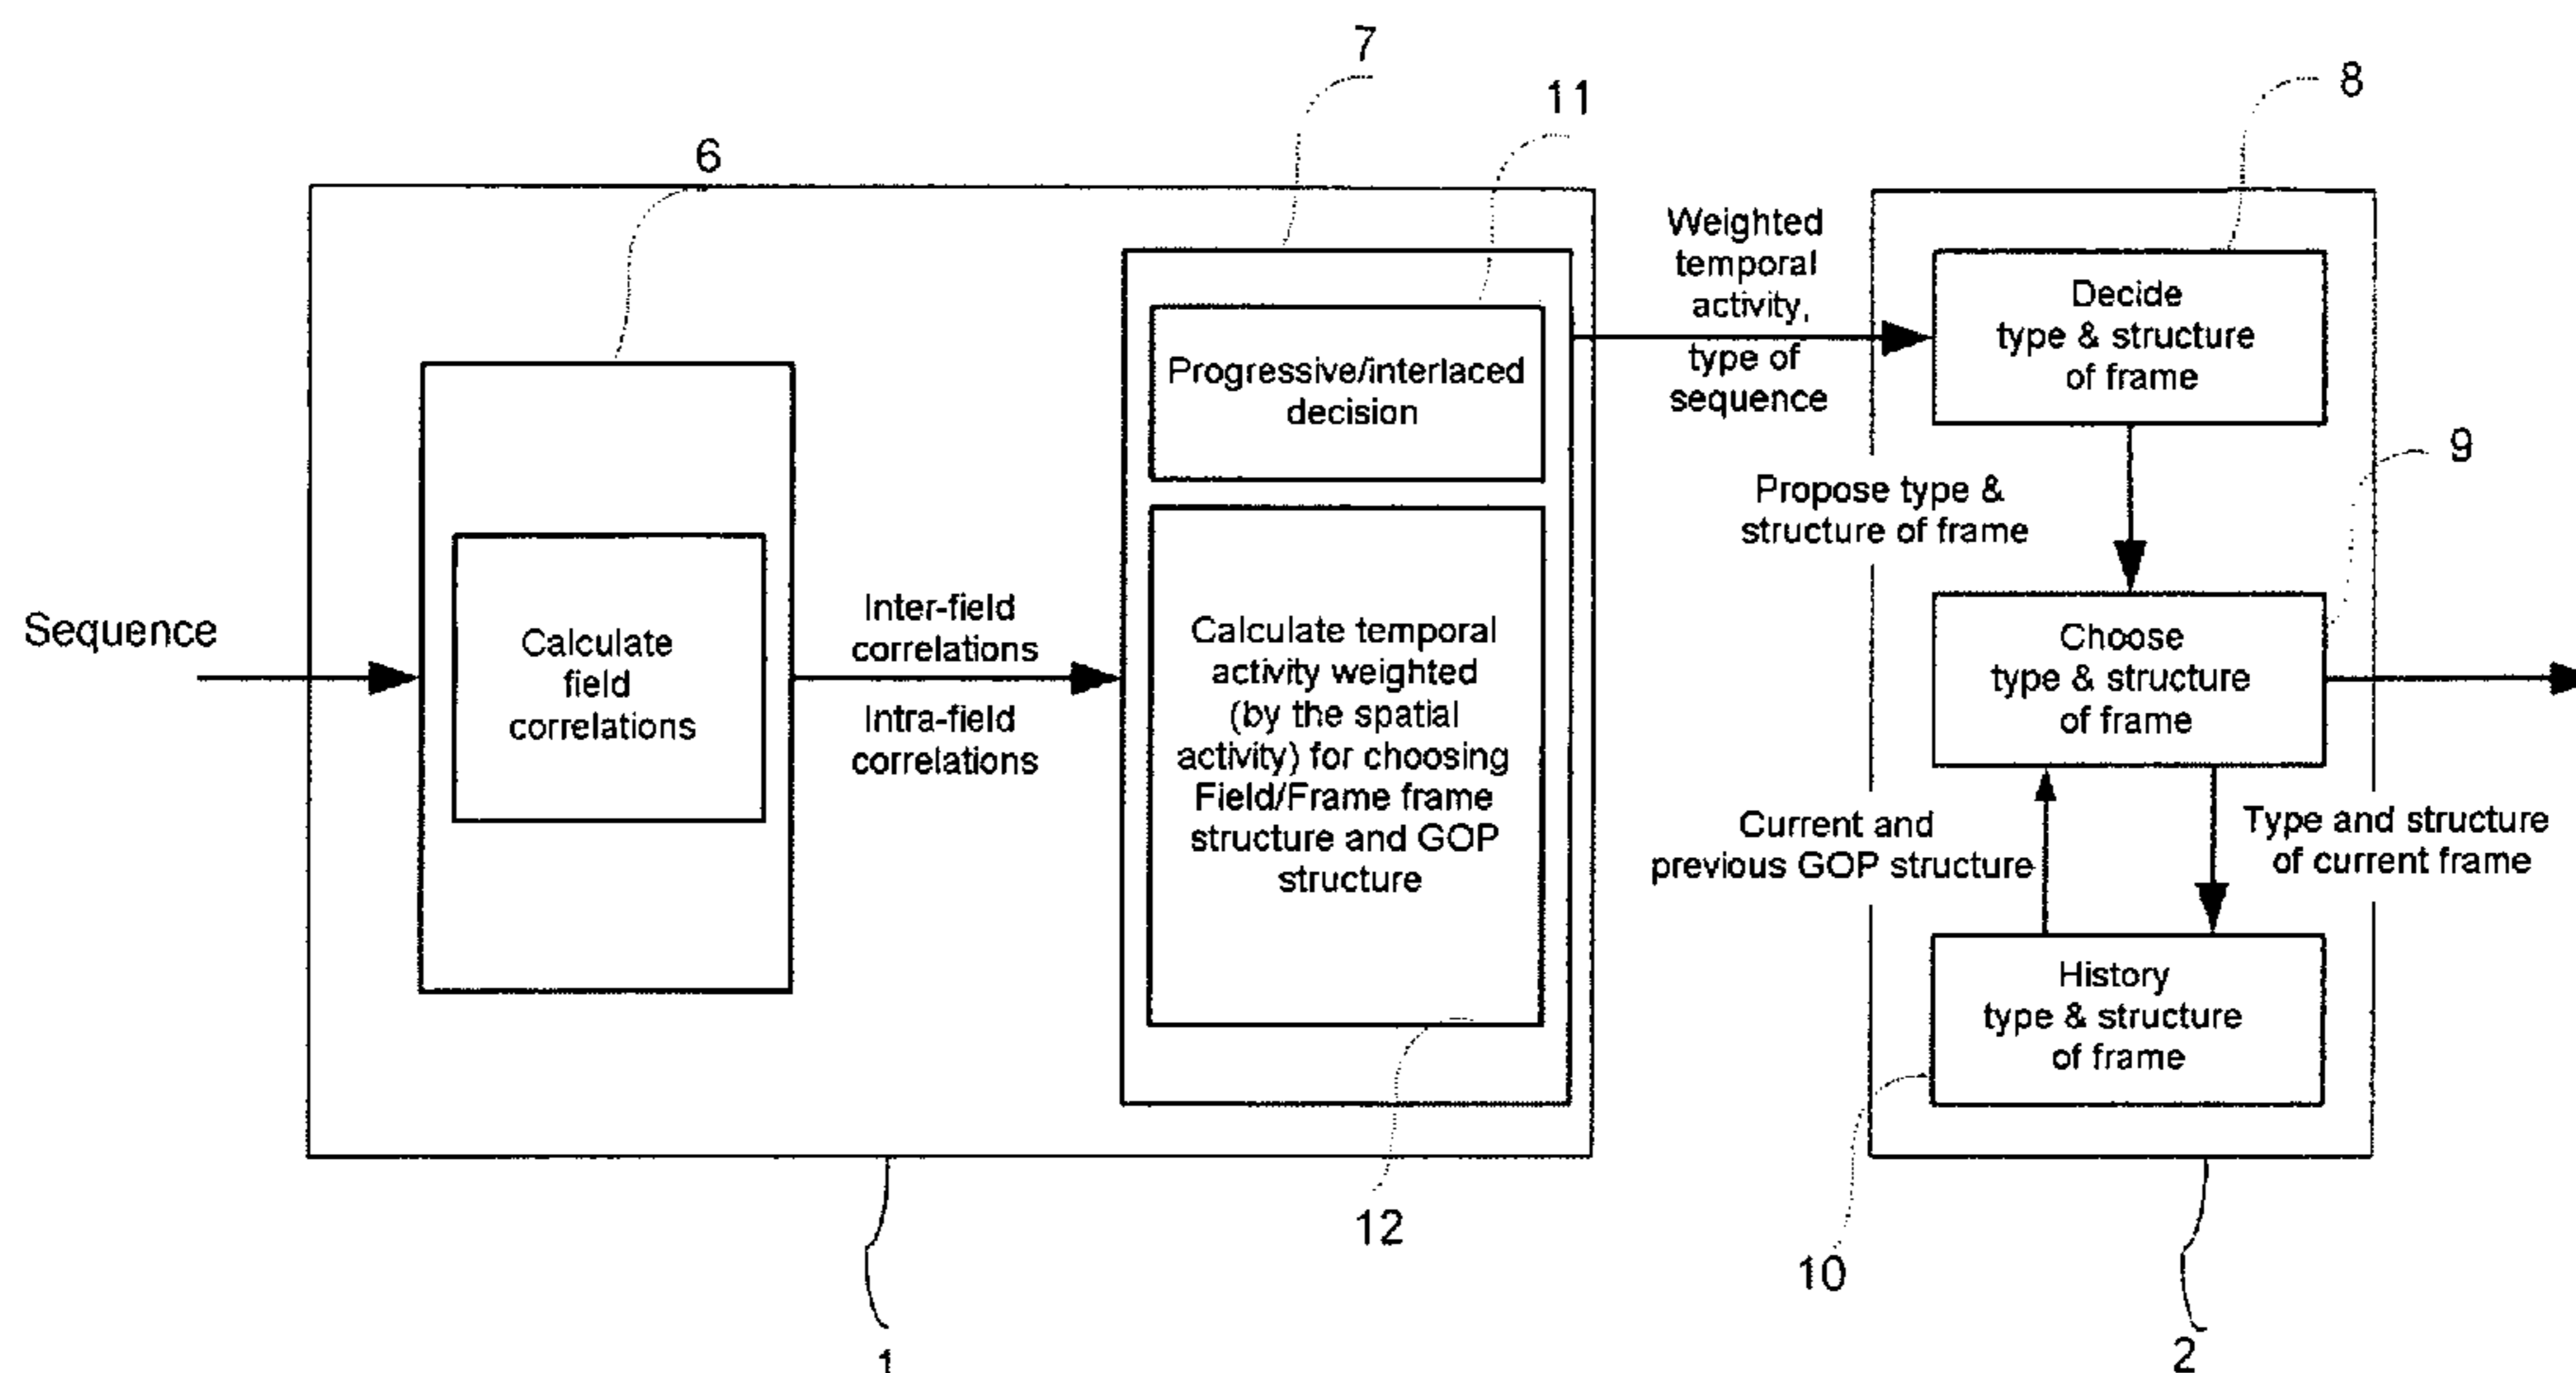 7
11
8
6
Weighted
temporal
activity,
type of
sequence
Decide
type & structure
of frame
9
Progressive/interlaced
decision
Propose type &
structure of frame
Sequence
Calculate
field
correlations
Inter-field
correlations
Intra-field
correlations
Calculate temporal
activity weighted
(by the spatial
activity) for choosing
Field/Frame frame
structure and GOP
structure
Choose
type & structure
of frame
Current and
previous GOP structure
Type and structure
of current frame
History
type & structure
of frame
12
10
1
2